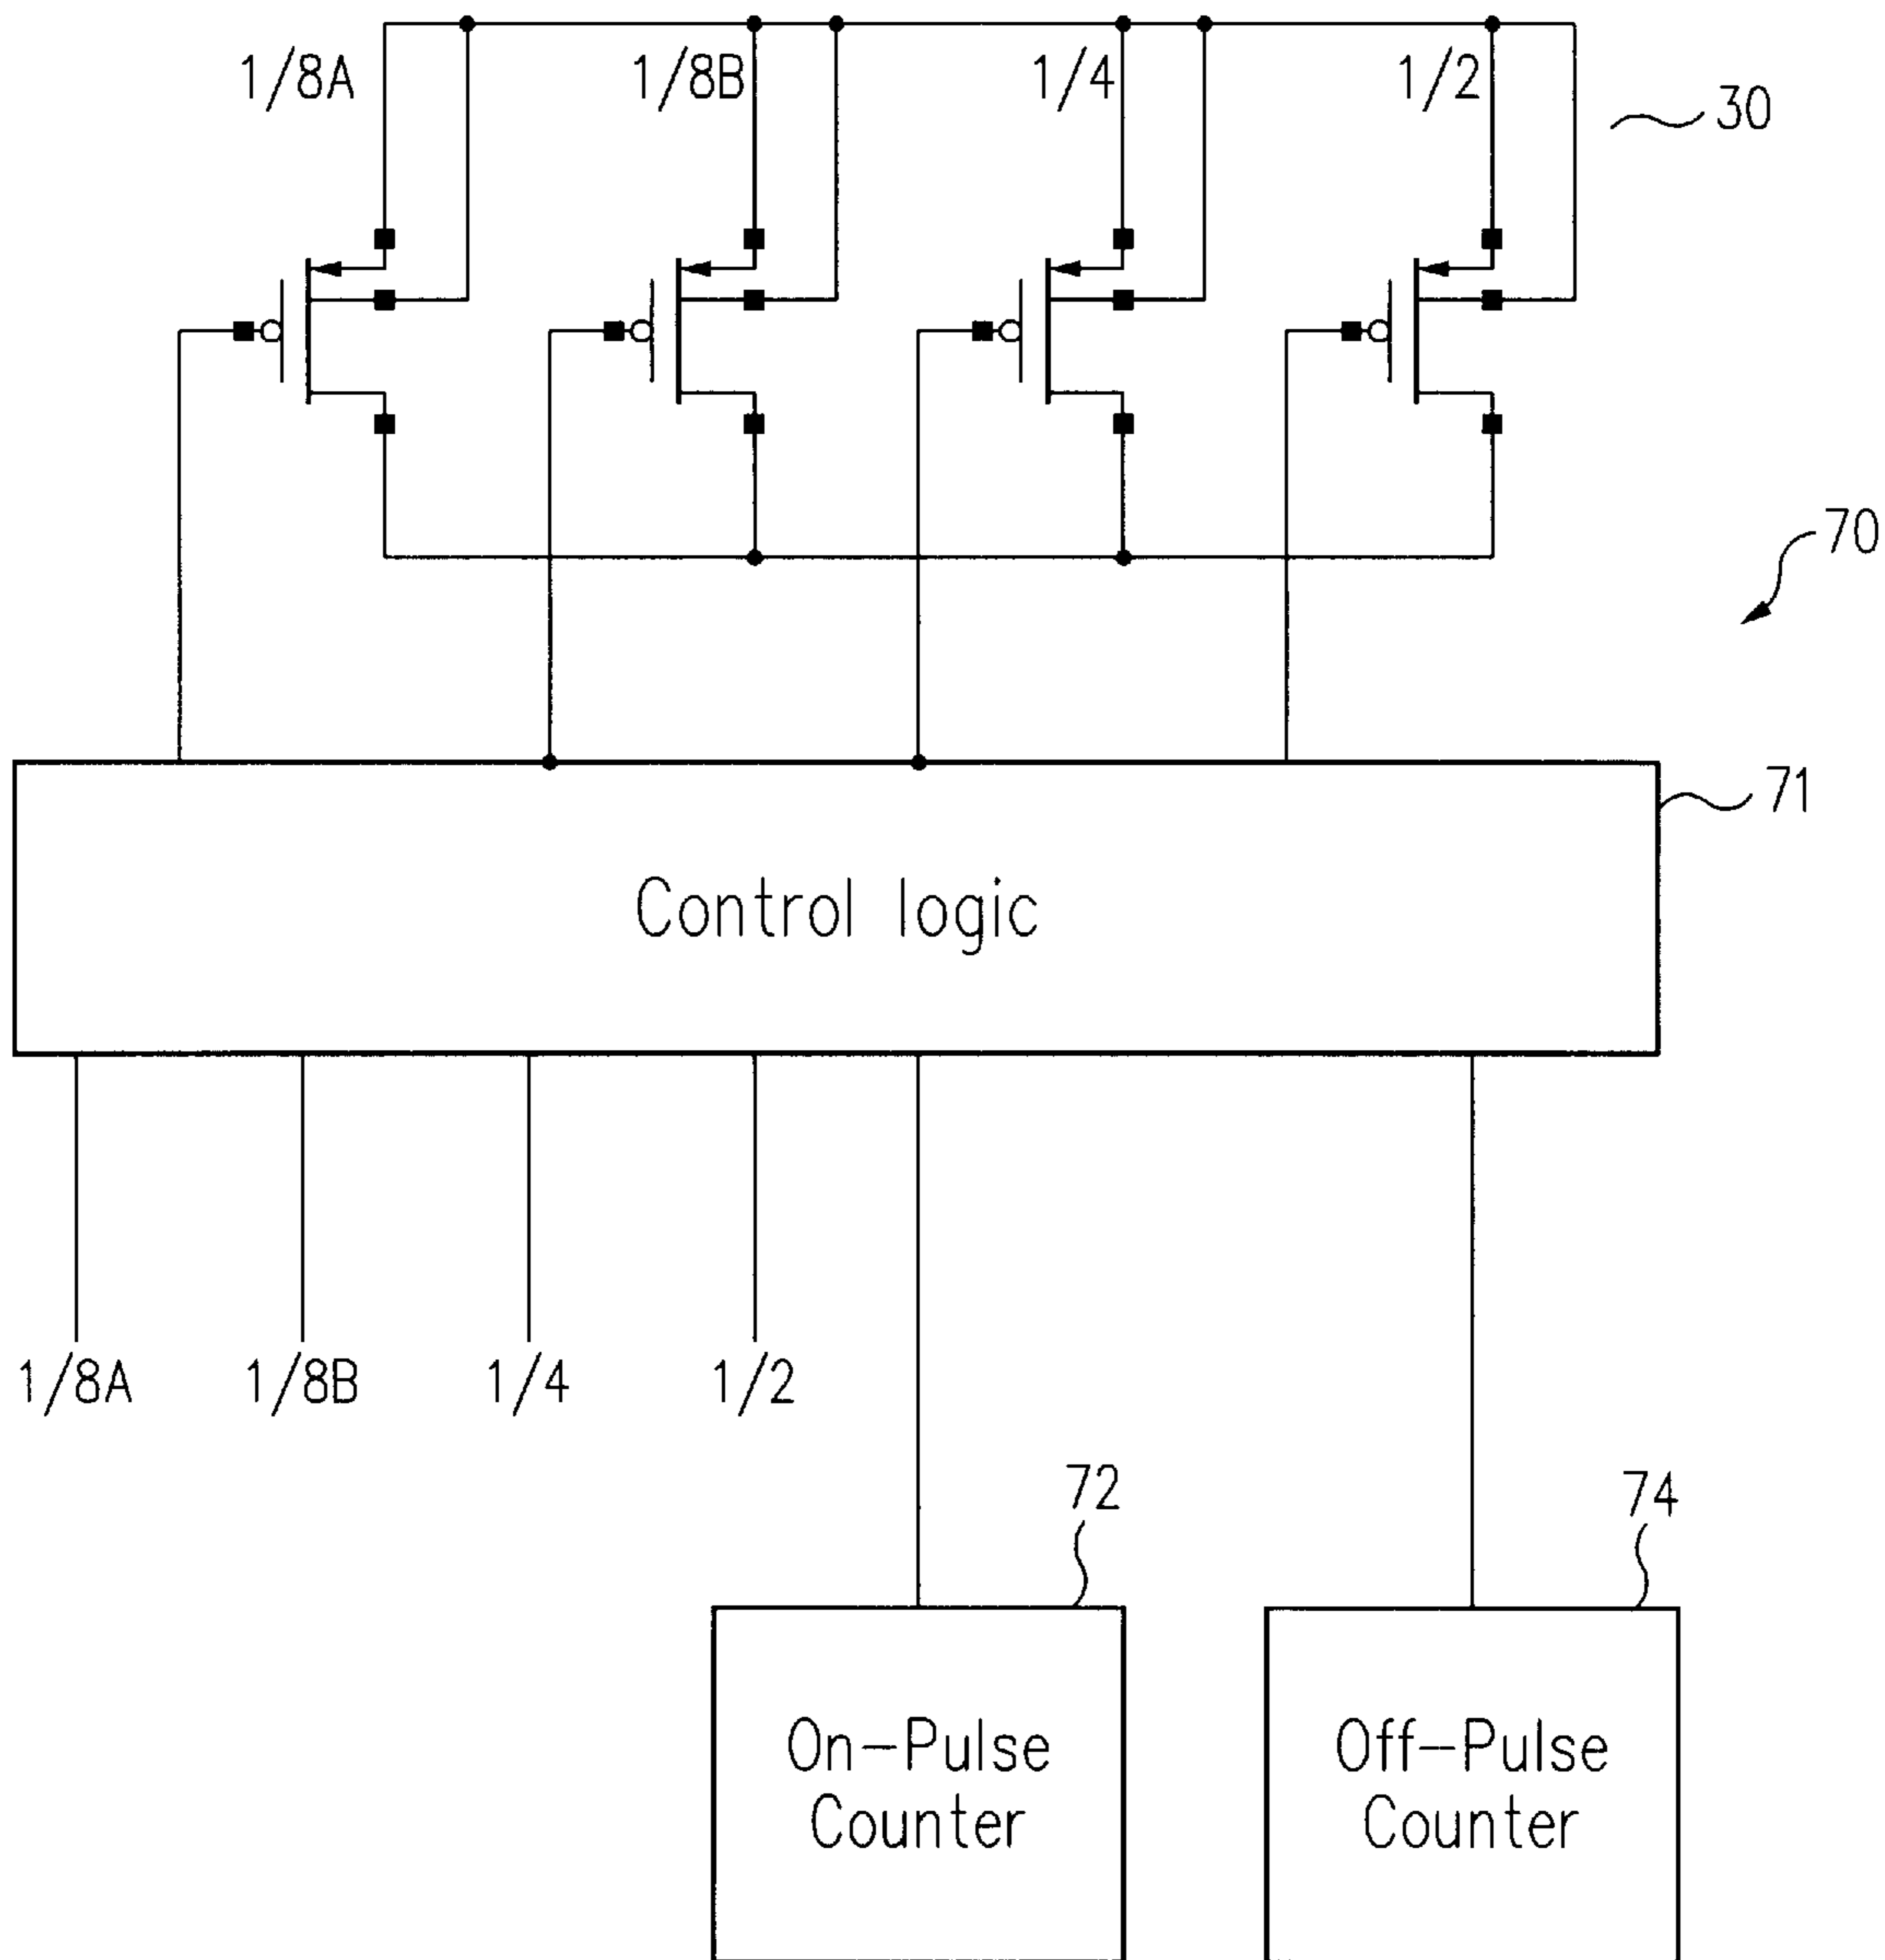 1/8A 1/8B 1/4 1/2
30
70
71
Control logic
1/8A 1/8B 1/4 1/2
72
74
On-Pulse
Counter
Off-Pulse
Counter